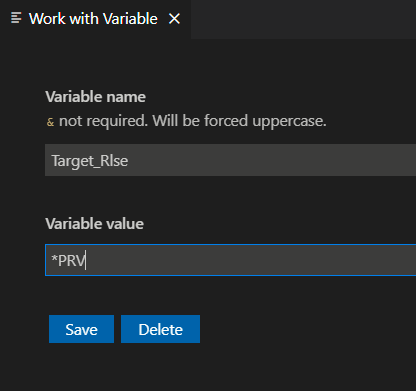 Work with Variable
Variable name
& not required. Will be forced uppercase.
Target_Rlse
Variable value
*PRV
Save Delete